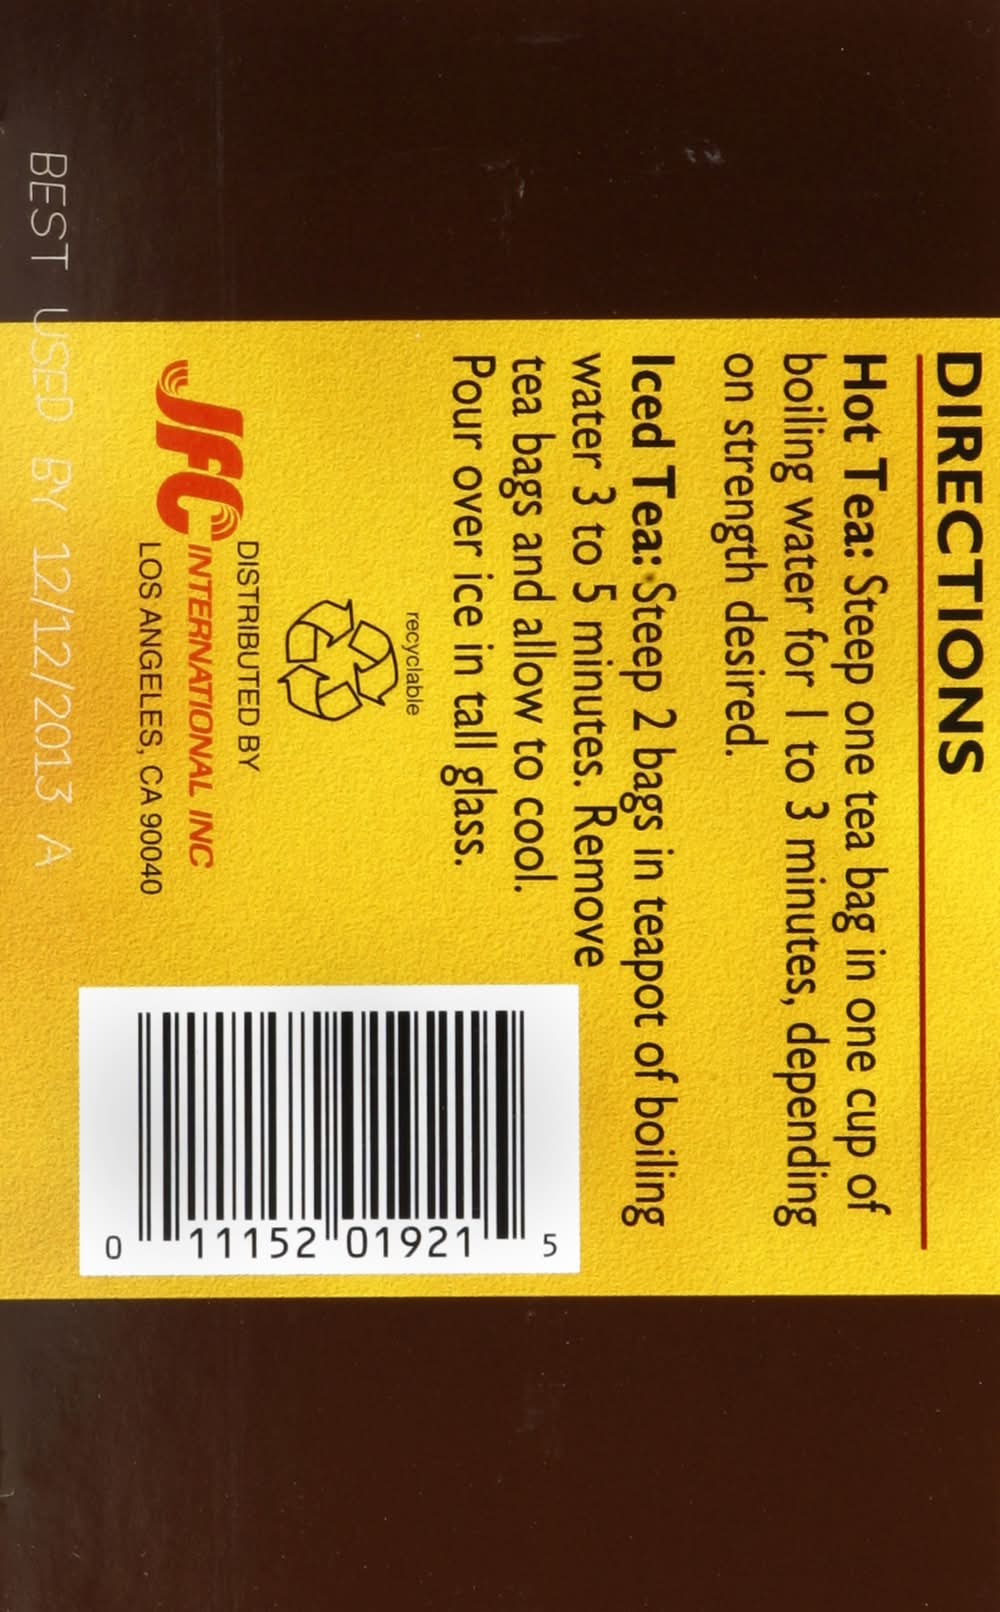 DIRECTIONS
Hot Tea: Steep one tea bag in one cup of
boiling water for 1 to 3 minutes, depending
on strength desired.
Iced Tea: Steep 2 bags in teapot of boiling
water 3 to 5 minutes. Remove
tea bags and allow to cool.
Pour over ice in tall glass.
recyclable
DISTRIBUTED BY
JFC INTERNATIONAL INC
LOS ANGELES, CA 90040
0 11152 01921 5
BEST USED BY 12/12/2013 A